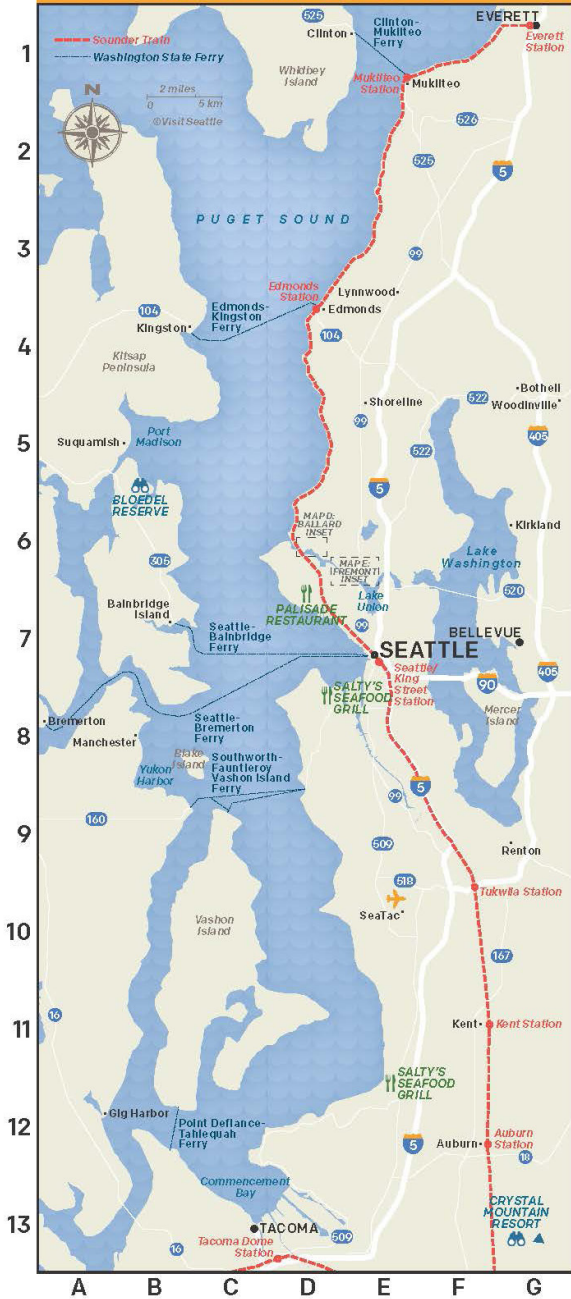 525
Clinton
Clinton-
Mukilteo
Ferry
EVERETT
Everett
Station
1
Sounder Train
Washington State Ferry
Whidbey
Island
Mukilteo
Station
Mukilteo
N
2 miles
0 5 km
©Visit Seattle
526
2
525
5
PUGET SOUND
3
99
Edmonds
Station
Lynnwood
Edmonds
104
Edmonds-
Kingston
Ferry
Kingston
104
4
Kitsap
Peninsula
Bothell
522
Woodinville
Shoreline
99
405
522
5
Port
Madison
Suquamish
5
BLOEDEL
RESERVE
MAP D:
BALLARD
INSET
Kirkland
6
MAP E:
FREMONT
INSET
Lake
Washington
305
520
PALISADE
RESTAURANT
Lake
Union
Bainbridge
Island
Seattle-
Bainbridge
Ferry
99
7
BELLEVUE
SEATTLE
Seattle/
King
Street
Station
405
90
SALTY'S
SEAFOOD
GRILL
Mercer
Island
Bremerton
Seattle-
Bremerton
Ferry
8
Manchester
Blake
Island
Yukon
Harbor
Southworth-
Fauntleroy
Vashon Island
Ferry
5
99
160
9
509
Renton
518
Tukwila Station
SeaTac
Vashon
Island
10
167
16
11
Kent
Kent Station
SALTY'S
SEAFOOD
GRILL
Gig Harbor
Point Defiance-
Tahlequah
Ferry
12
5
Auburn
Auburn
Station
18
Commencement
Bay
CRYSTAL
MOUNTAIN
RESORT
13
TACOMA
509
16
Tacoma Dome
Station
A B C D E F G